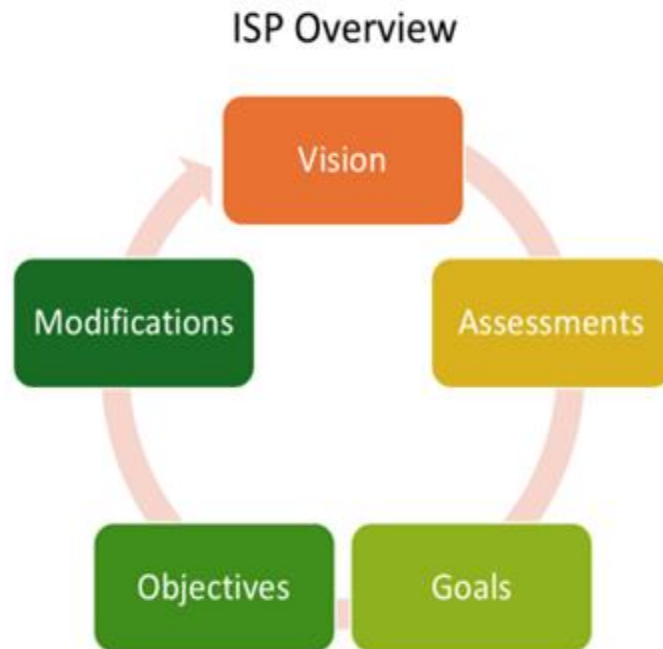 ISP Overview
Vision
Assessments
Goals
Objectives
Modifications